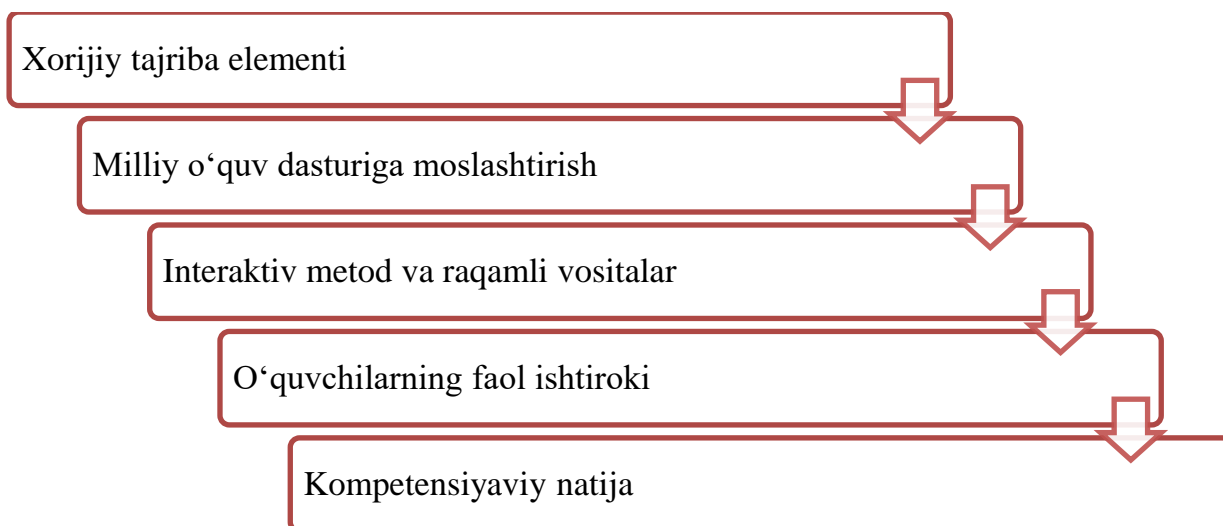 Xorijiy tajriba elementi
Milliy o‘quv dasturiga moslashtirish
Interaktiv metod va raqamli vositalar
O‘quvchilarning faol ishtiroki
Kompetensiyaviy natija